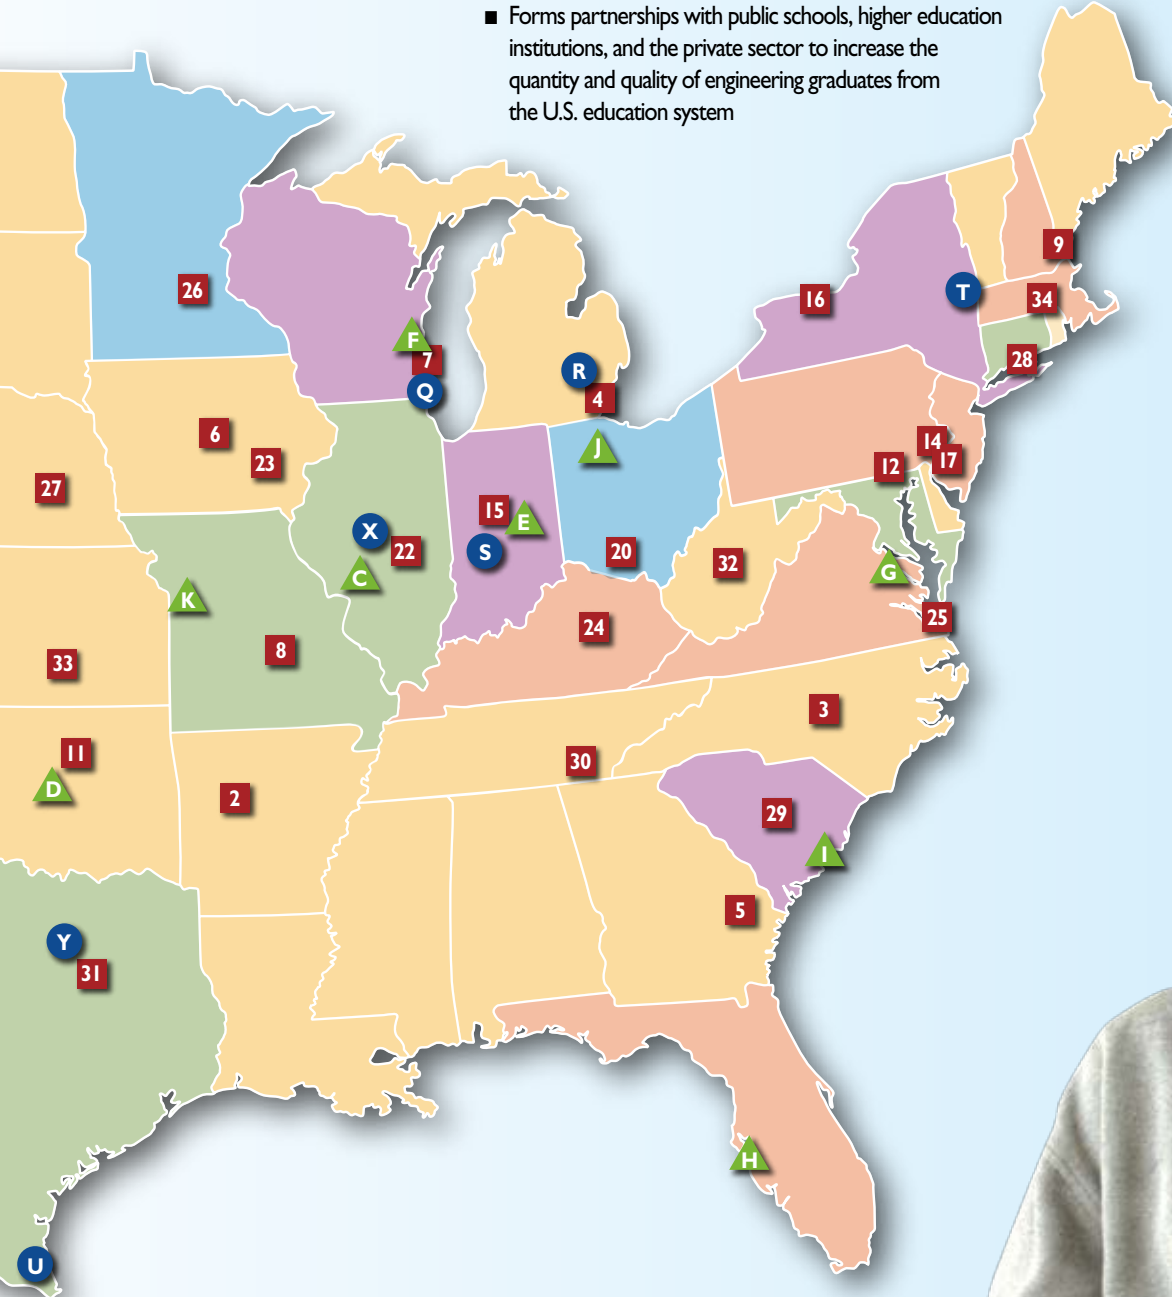 ■ Forms partnerships with public schools, higher education
institutions, and the private sector to increase the
quantity and quality of engineering graduates from
the U.S. education system
9
26
T
16
34
F
7
28
R
Q
4
6
14
J
23
17
12
27
15
E
X
22
S
20
32
C
G
K
25
24
8
33
3
11
30
D
2
29
I
5
Y
31
H
U